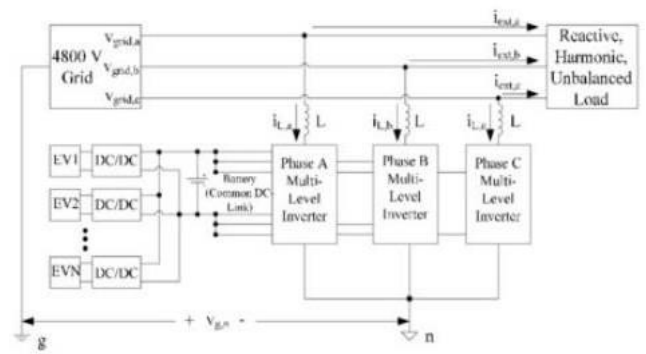 i_ext,a
V_grid,a
4800 V
Grid
V_grid,b
i_ext,b
V_grid,c
i_ext,c
Reactive,
Harmonic,
Unbalanced
Load
i_L,a
L
i_L,b
L
i_L,c
L
EV1
DC/DC
EV2
DC/DC
EVN
DC/DC
Battery
(Common DC-
Link)
Phase A
Multi-
Level
Inverter
Phase B
Multi-
Level
Inverter
Phase C
Multi-
Level
Inverter
+ V_g,n -
g
n